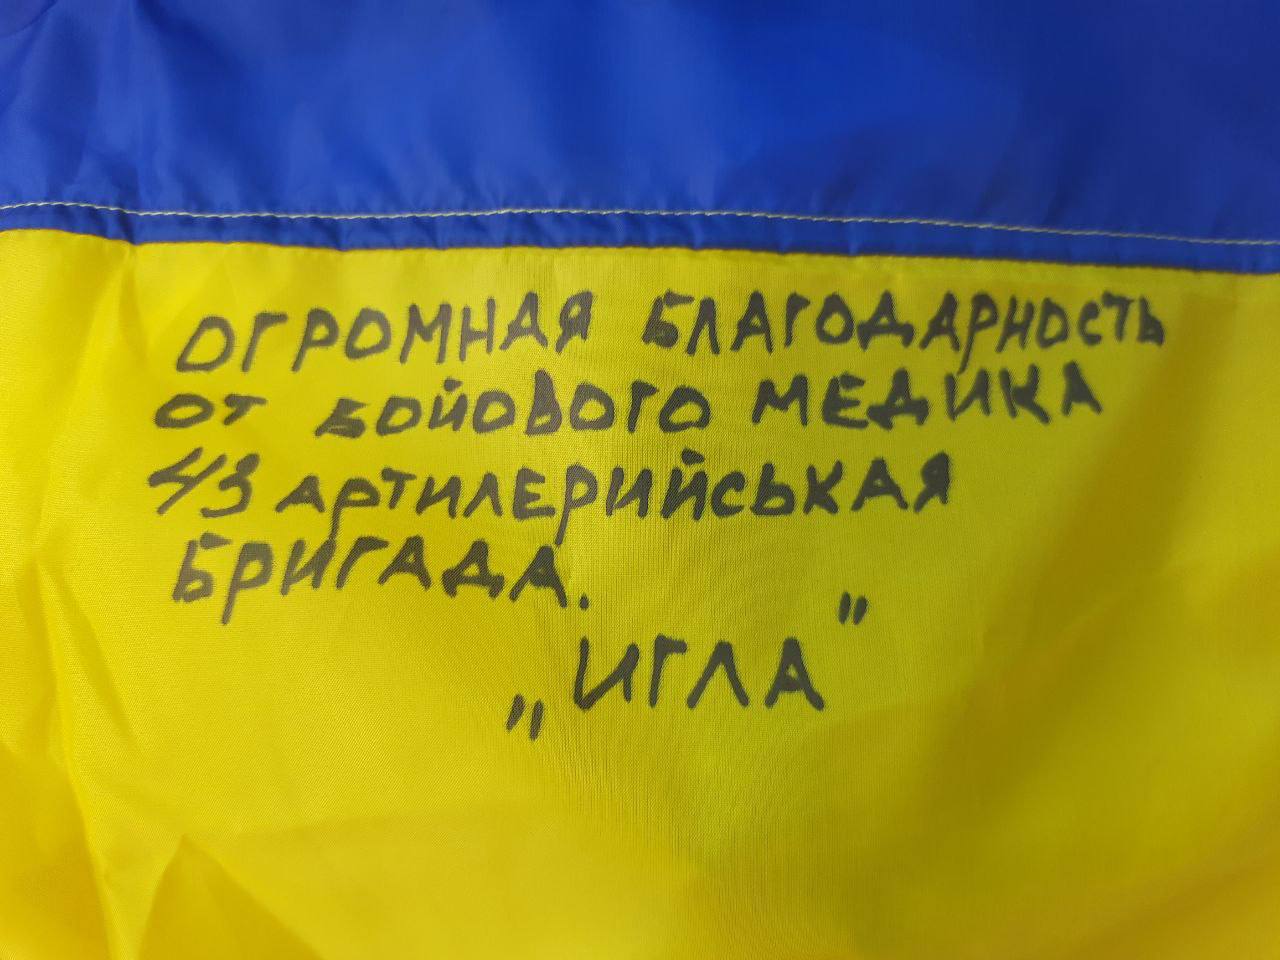 ОГРОМНАЯ БЛАГОДАРНОСТЬ
ОТ БОЙОВОГО МЕДИКА
43 АРТИЛЕРИЙСЬКАЯ
БРИГАДА.
„ИГЛА"